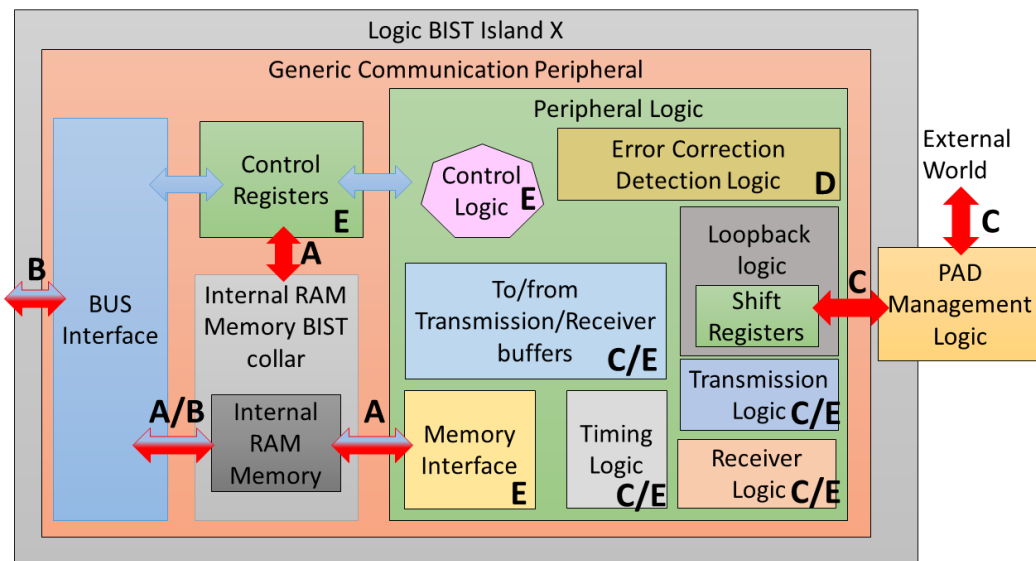 Logic BIST Island X
Generic Communication Peripheral
Peripheral Logic
Control
Registers
E
Control
Logic
E
Error Correction
Detection Logic
D
External
World
C
A
B
BUS
Interface
Internal RAM
Memory BIST
collar
To/from
Transmission/Receiver
buffers
C/E
Loopback
logic
Shift
Registers
C
PAD
Management
Logic
A/B
Internal
RAM
Memory
A
Memory
Interface
E
Timing
Logic
C/E
Transmission
Logic
C/E
Receiver
Logic
C/E